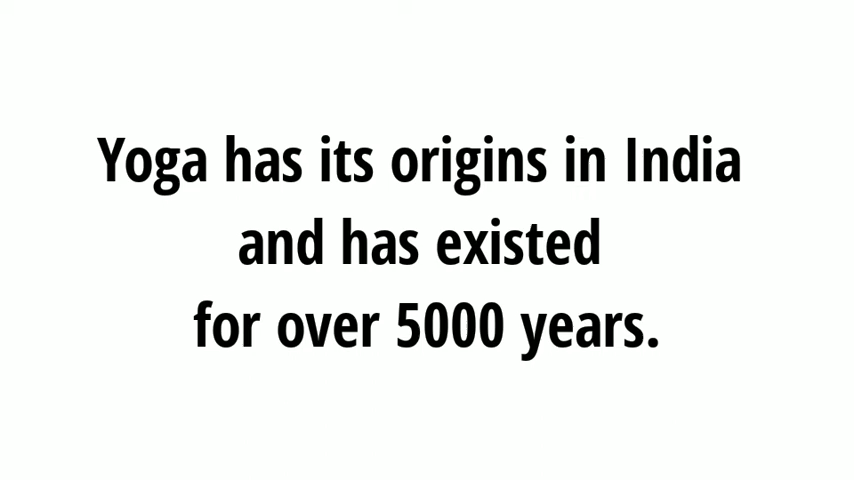 Yoga has its origins in India
and has existed
for over 5000 years.